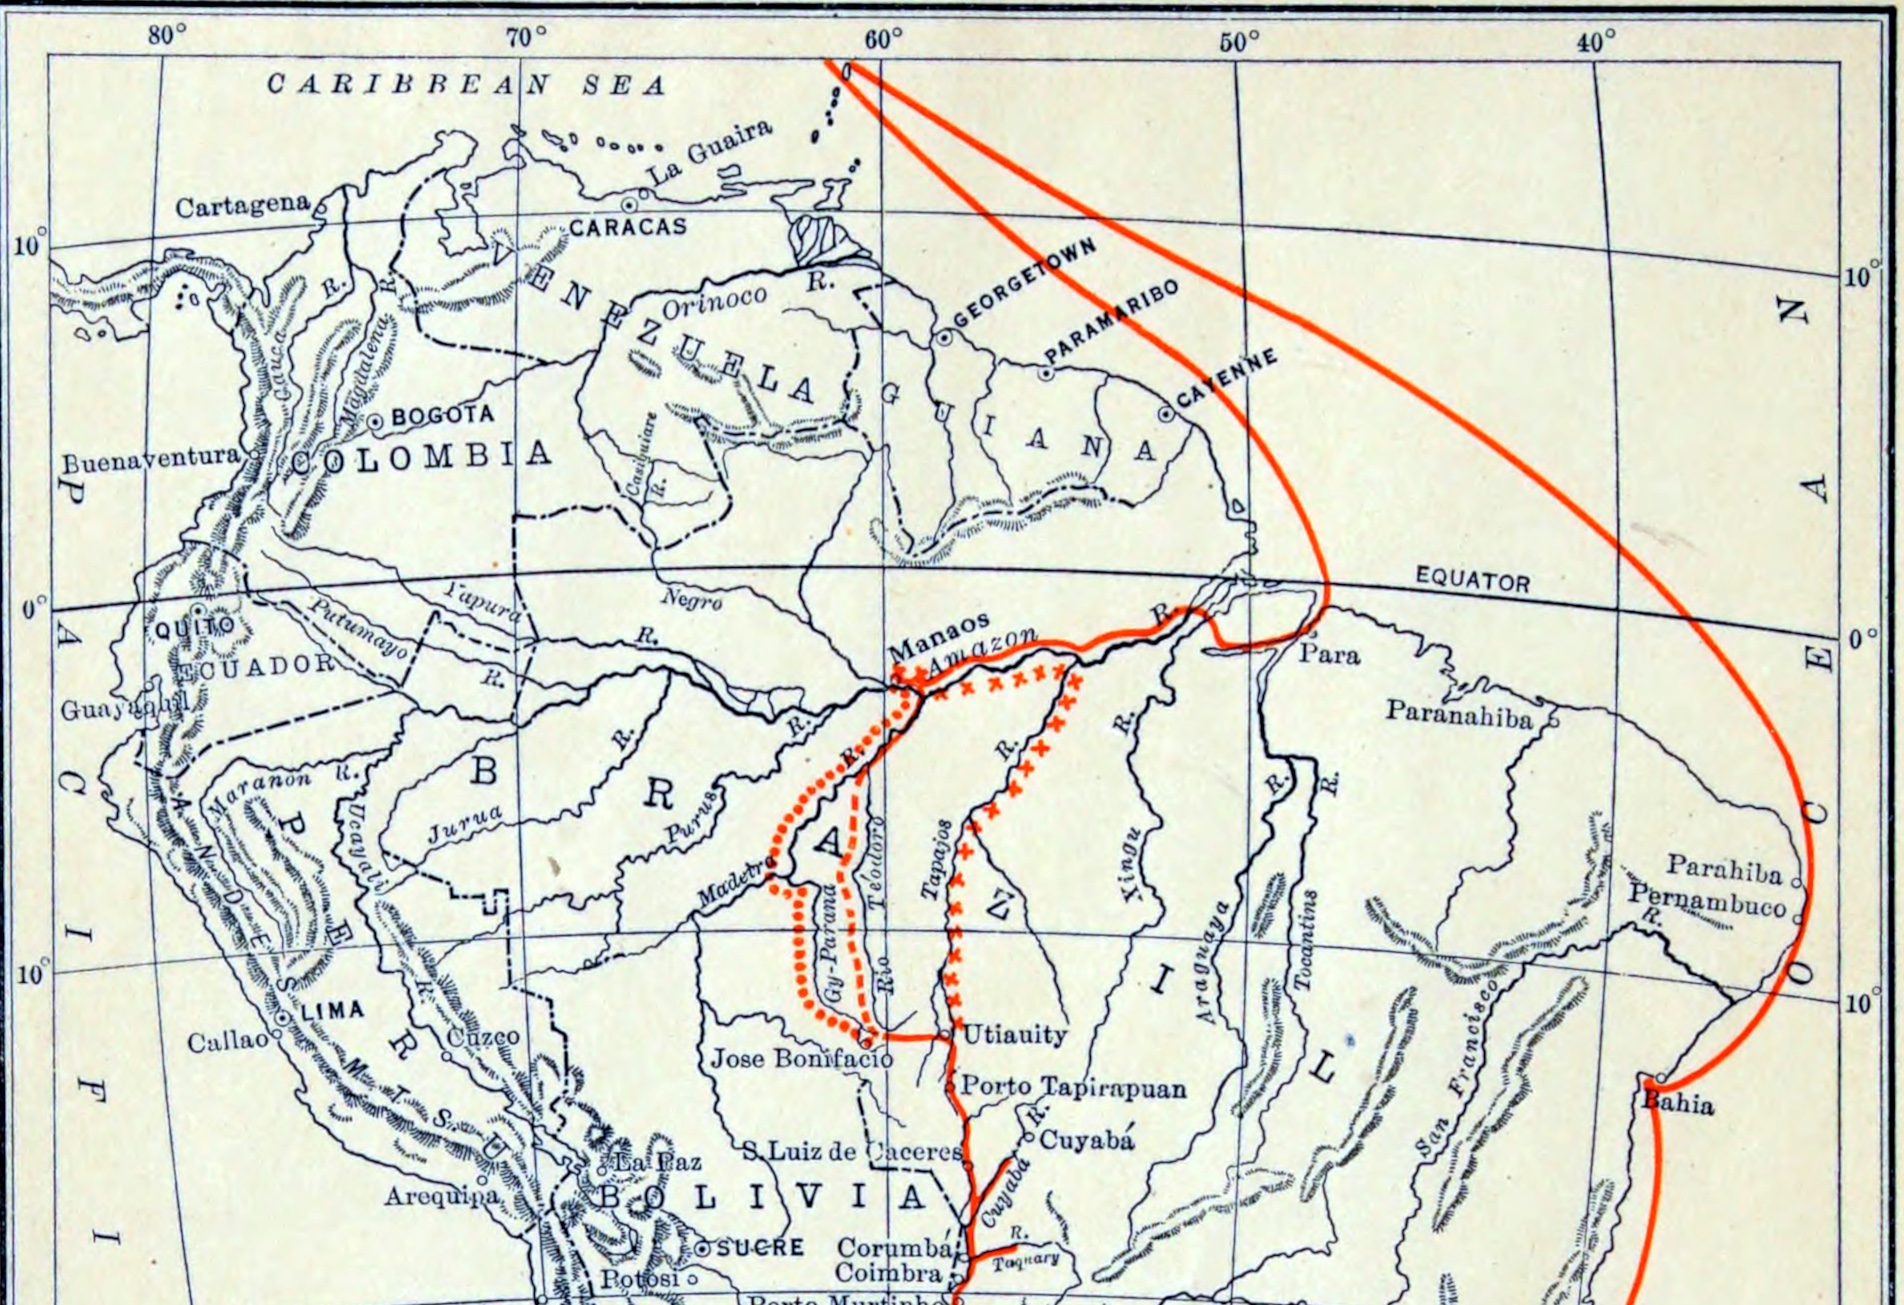 80° 70° 60° 50° 40°
CARIBBEAN SEA
La Guaira
Cartagena
CARACAS
10°
10°
VENEZUELA
Orinoco R.
GEORGETOWN
PARAMARIBO
CAYENNE
R.
R.
Cauca
Magdalena
BOGOTA
COLOMBIA
Buenaventura
GUIANA
Casiquiare
R.
EQUATOR
0°
0°
QUITO
ECUADOR
Putumayo
R.
Yapura
R.
Negro
Manaos
Amazon
R.
Para
Guayaquil
Paranahiba
Maranon R.
Ucayali
R.
Jurua
R.
Purus
R.
BRAZIL
Madeira
R.
Gy-Parana
Rio
Teodoro
Tapajos
R.
Xingu
R.
Araguaya
R.
Tocantins
R.
Parahiba
Pernambuco
San Francisco
R.
10°
10°
PERU
ANDES MTS.
LIMA
Callao
Cuzco
Jose Bonifacio
Utiauity
Porto Tapirapuan
Bahia
S. Luiz de Caceres
Cuyabá
Cuyaba
R.
La Paz
Arequipa
BOLIVIA
SUCRE
Corumbá
R.
Taquary
Potosi
Coimbra
Porto Murtinho
PACIFI
OCEAN